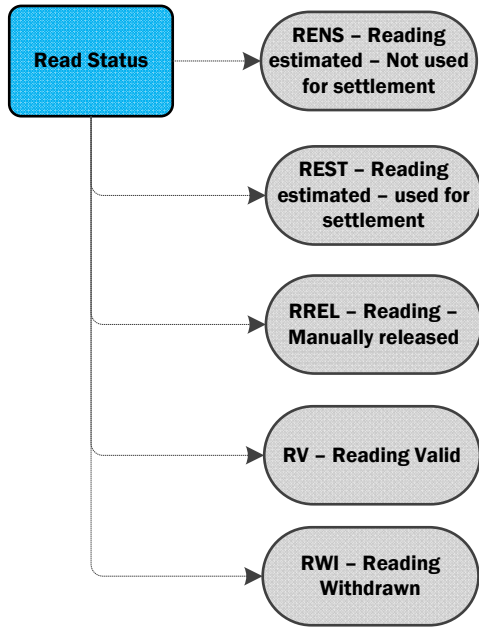 Read Status
RENS – Reading
estimated – Not used
for settlement
REST – Reading
estimated – used for
settlement
RREL – Reading –
Manually released
RV – Reading Valid
RWI – Reading
Withdrawn